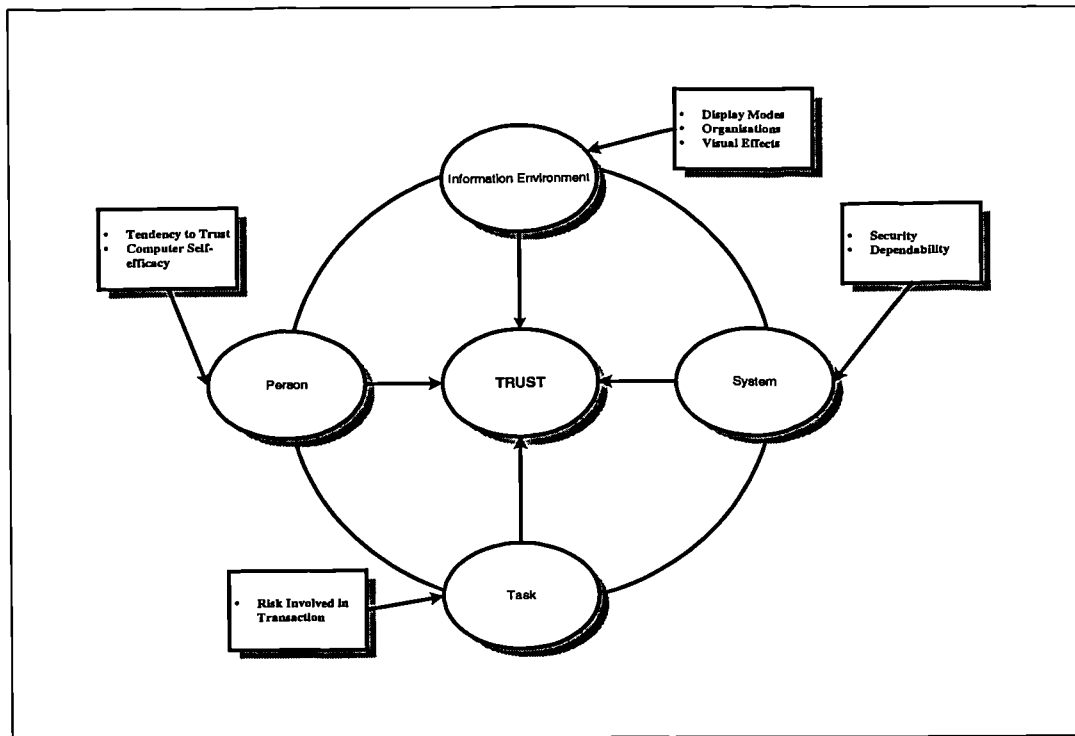 • Display Modes
• Organisations
• Visual Effects
Information Environment
• Tendency to Trust
• Computer Self-
efficacy
• Security
• Dependability
Person
TRUST
System
• Risk Involved in
Transaction
Task